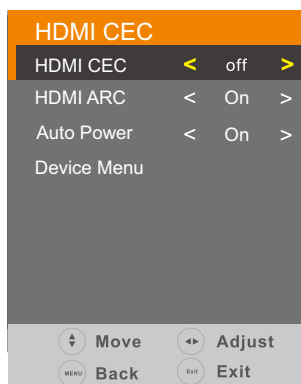 HDMI CEC
HDMI CEC < off >
HDMI ARC < On >
Auto Power < On >
Device Menu
Move Adjust
MENU Back Exit Exit